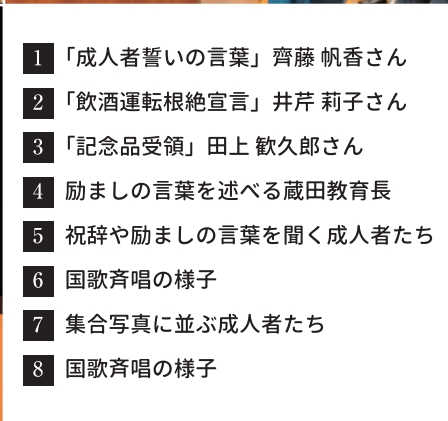 1 「成人者誓いの言葉」齊藤 帆香さん
2 「飲酒運転根絶宣言」井芹 莉子さん
3 「記念品受領」田上 歓久郎さん
4 励ましの言葉を述べる蔵田教育長
5 祝辞や励ましの言葉を聞く成人者たち
6 国歌斉唱の様子
7 集合写真に並ぶ成人者たち
8 国歌斉唱の様子